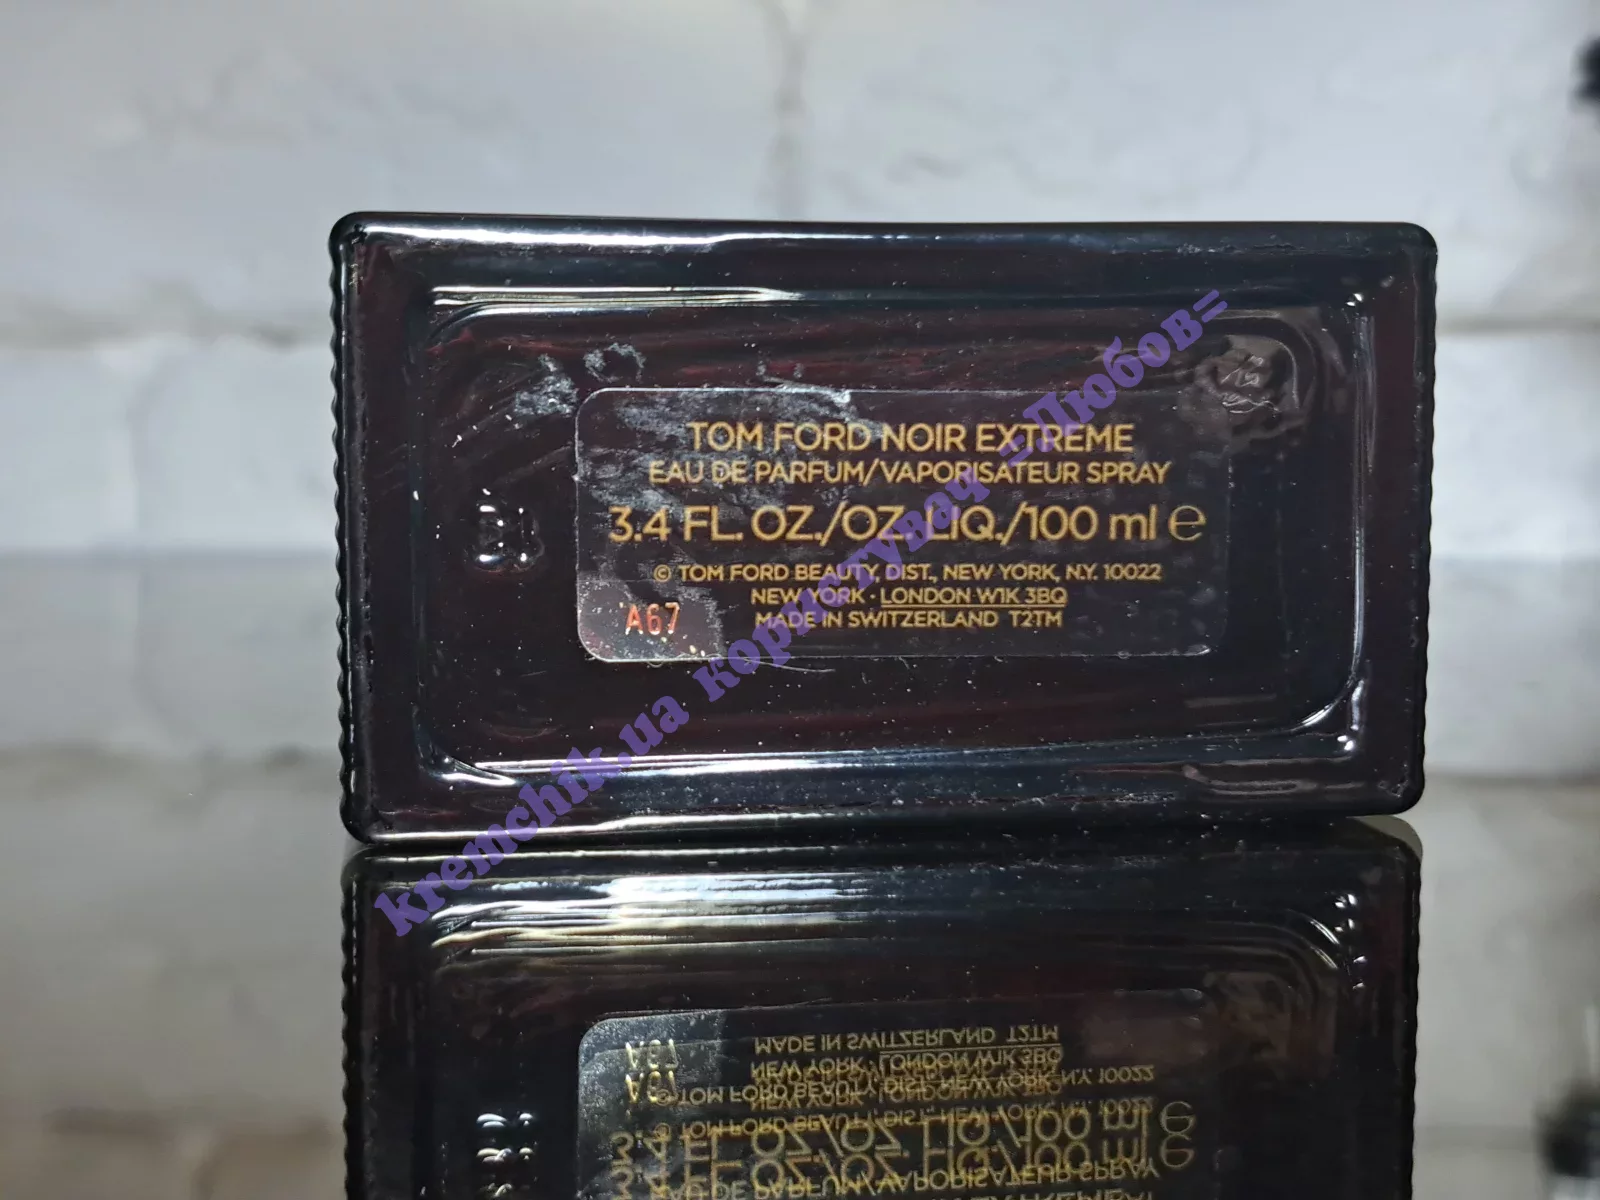 TOM FORD NOIR EXTREME
EAU DE PARFUM/VAPORISATEUR SPRAY
3.4 FL. OZ./OZ. LIQ./100 ml e
© TOM FORD BEAUTY, DIST., NEW YORK, N.Y. 10022
NEW YORK · LONDON W1K 3BQ
MADE IN SWITZERLAND T2TM
A67
kremchik.ua користувач =Любов=